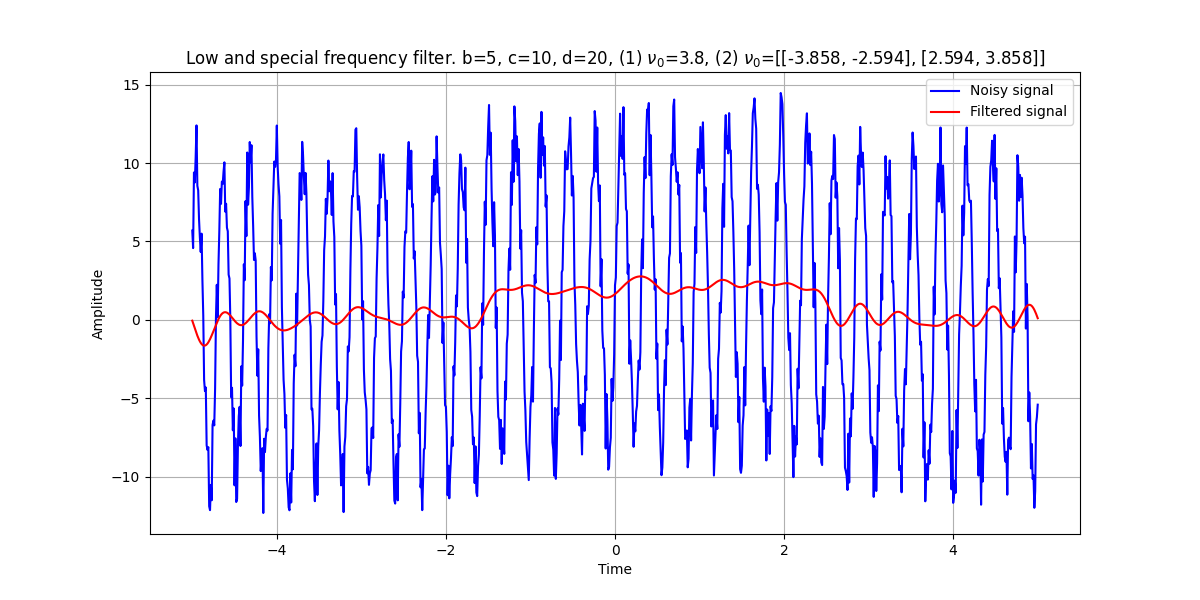 Low and special frequency filter. b=5, c=10, d=20, (1) ν₀=3.8, (2) ν₀=[[-3.858, -2.594], [2.594, 3.858]]
Noisy signal
Filtered signal
Amplitude
15
10
5
0
−5
−10
−4
−2
0
2
4
Time